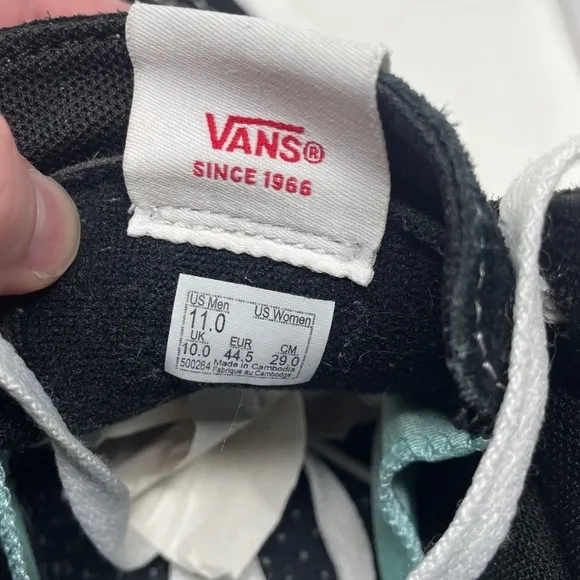 VANS®
SINCE 1966
US Men US Women
11.0
UK EUR CM
10.0 44.5 29.0
500264 Made in Cambodia
Fabriqué au Cambodge